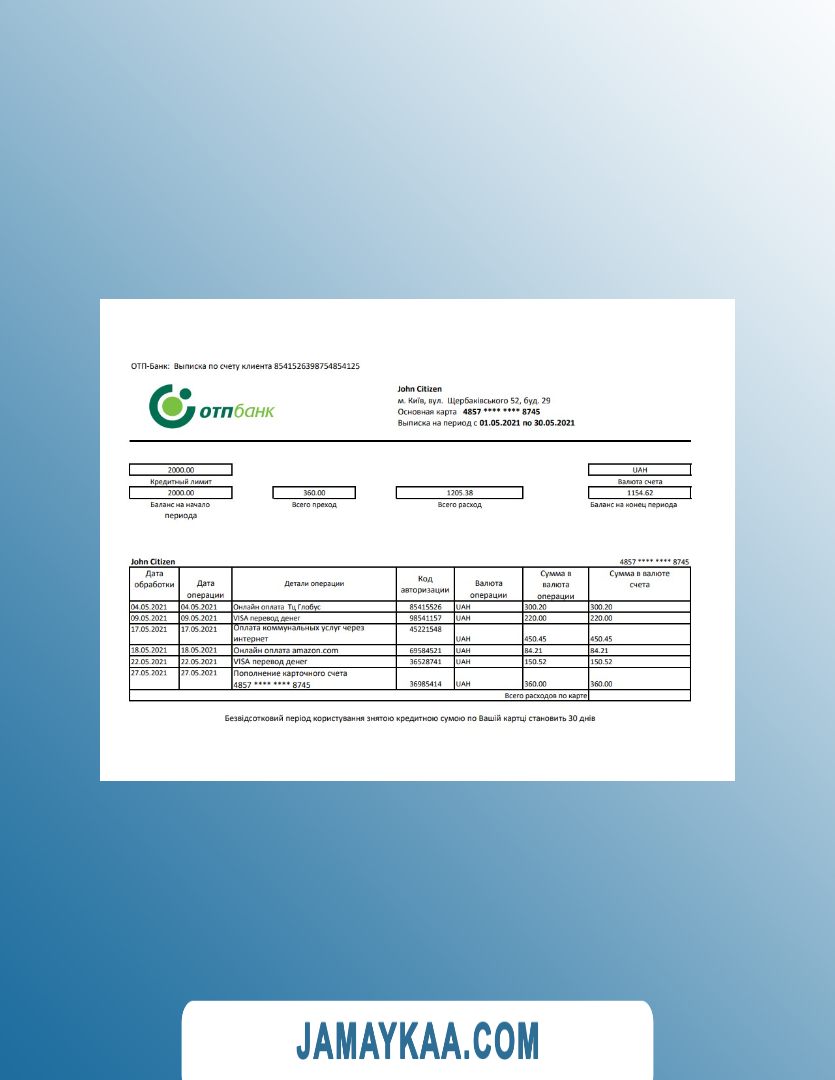 ОТП-Банк: Выписка по счету клиента 8541526398754854125
отпбанк
John Citizen
м. Київ, вул. Щербаківського 52, буд. 29
Основная карта 4857 **** **** 8745
Выписка на период с 01.05.2021 по 30.05.2021
2000.00 UAH
Кредитный лимит Валюта счета
2000.00 360.00 1205.38 1154.62
Баланс на начало периода Всего преход Всего расход Баланс на конец периода
John Citizen 4857 **** **** 8745
Дата обработки Дата операции Детали операции Код авторизации Валюта операции Сумма в валюта операции Сумма в валюте счета
04.05.2021 04.05.2021 Онлайн оплата Тц Глобус 85415526 UAH 300.20 300.20
09.05.2021 09.05.2021 VISA перевод денег 98541157 UAH 220.00 220.00
17.05.2021 17.05.2021 Оплата коммунальных услуг через интернет 45221548 UAH 450.45 450.45
18.05.2021 18.05.2021 Онлайн оплата amazon.com 69584521 UAH 84.21 84.21
22.05.2021 22.05.2021 VISA перевод денег 36528741 UAH 150.52 150.52
27.05.2021 27.05.2021 Пополнение карточного счета 4857 **** **** 8745 36985414 UAH 360.00 360.00
Всего расходов по карте
Безвідсотковий період користування знятою кредитною сумою по Вашій картці становить 30 днів
JAMAYKAA.COM